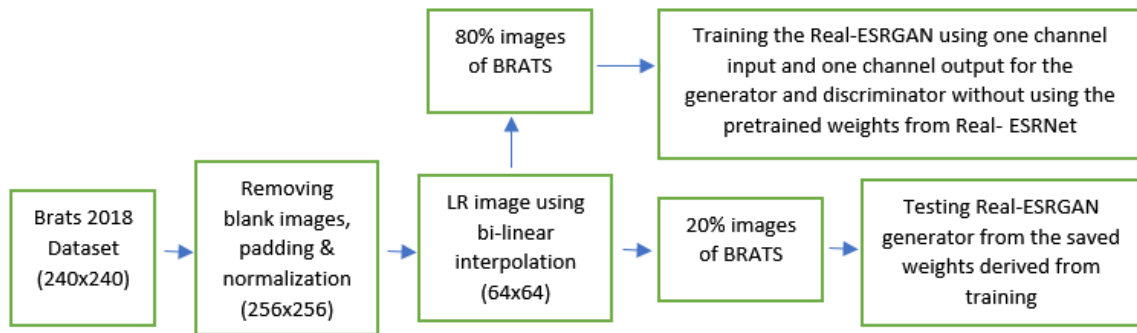 80% images
of BRATS
Training the Real-ESRGAN using one channel
input and one channel output for the
generator and discriminator without using the
pretrained weights from Real- ESRNet
Brats 2018
Dataset
(240x240)
Removing
blank images,
padding &
normalization
(256x256)
LR image using
bi-linear
interpolation
(64x64)
20% images
of BRATS
Testing Real-ESRGAN
generator from the saved
weights derived from
training